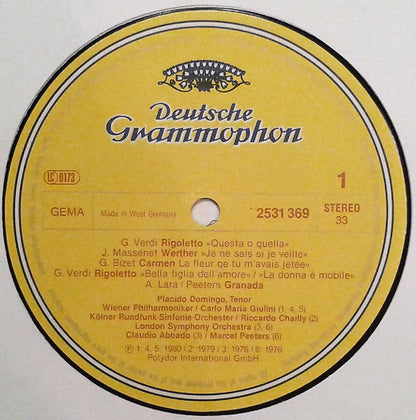 Deutsche
Grammophon
LC 0173
1
GEMA Made in West Germany 2531 369 STEREO
33
G. Verdi Rigoletto »Questa o quella«
J. Massenet Werther »Je ne sais si je veille«
G. Bizet Carmen La fleur qe tu m'avais jetée«
G. Verdi Rigoletto »Bella figlia dell'amore« / »La donna è mobile«
A. Lara / Peeters Granada
Placido Domingo, Tenor
Wiener Philharmoniker / Carlo Maria Giulini (1, 4, 5)
Kölner Rundfunk-Sinfonie-Orchester / Riccardo Chailly (2)
London Symphony Orchestra (3, 6)
Claudio Abbado (3) / Marcel Peeters (6)
Ⓟ 1, 4, 5, 1980 / 2 1979 / 3 1978 / 6 1976
Polydor International GmbH